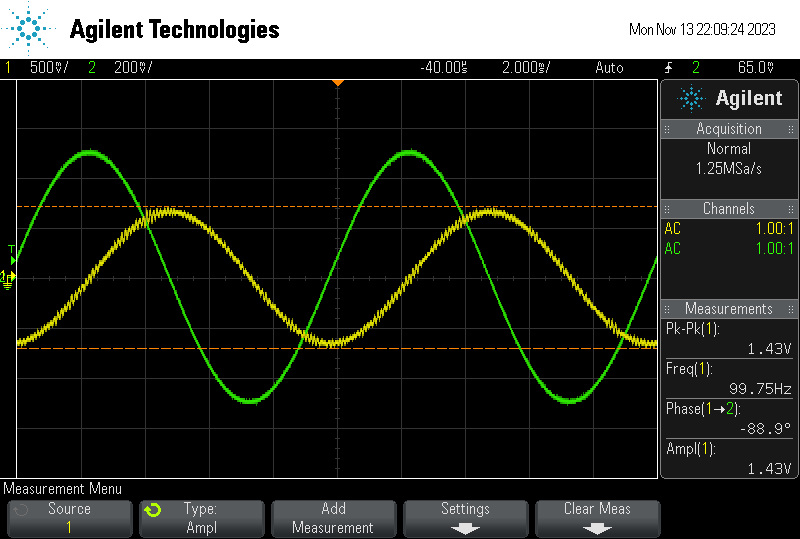 Agilent Technologies
Mon Nov 13 22:09:24 2023
1 500mV/ 2 200mV/ -40.00µs 2.000ms/ Auto 2 65.0mV
Agilent
Acquisition
Normal
1.25MSa/s
Channels
AC 1.00:1
AC 1.00:1
Measurements
Pk-Pk(1):
1.43V
Freq(1):
99.75Hz
Phase(1→2):
-88.9°
Ampl(1):
1.43V
T
Measurement Menu
Source
1
Type:
Ampl
Add
Measurement
Settings
Clear Meas